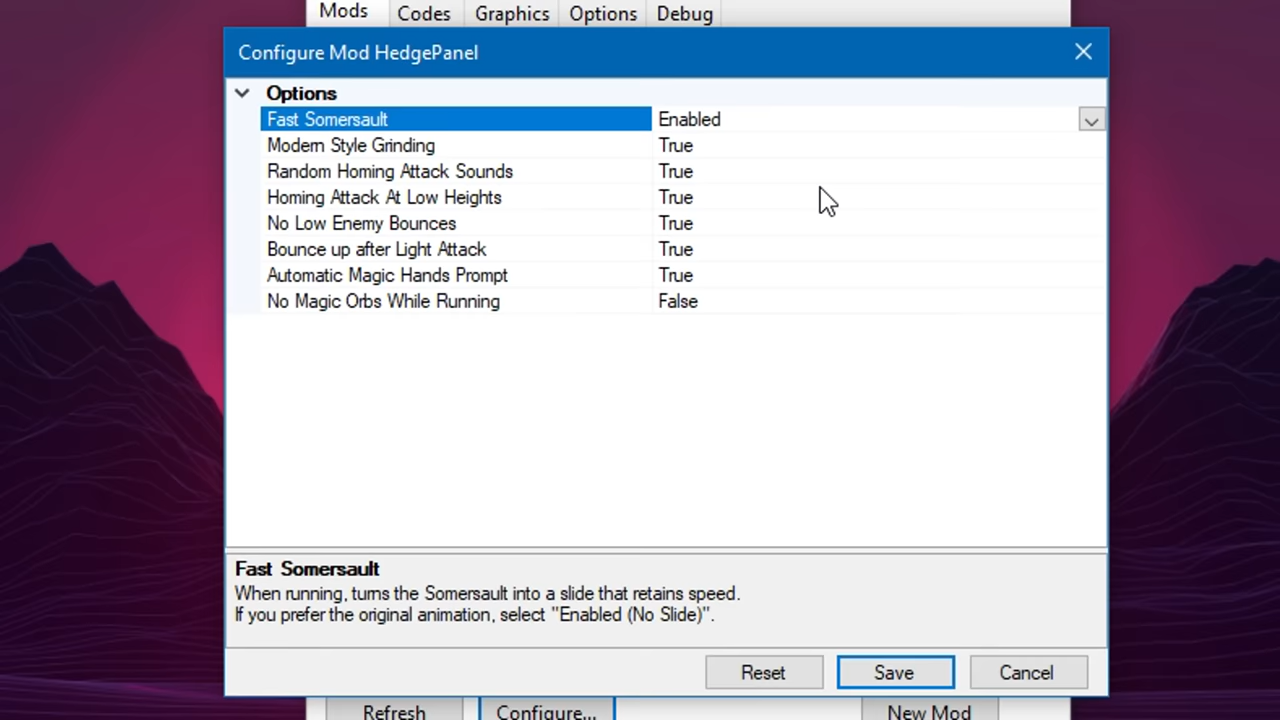 Mods Codes Graphics Options Debug
Configure Mod HedgePanel
Options
Fast Somersault Enabled
Modern Style Grinding True
Random Homing Attack Sounds True
Homing Attack At Low Heights True
No Low Enemy Bounces True
Bounce up after Light Attack True
Automatic Magic Hands Prompt True
No Magic Orbs While Running False
Fast Somersault
When running, turns the Somersault into a slide that retains speed.
If you prefer the original animation, select "Enabled (No Slide)".
Reset Save Cancel
Refresh Configure... New Mod